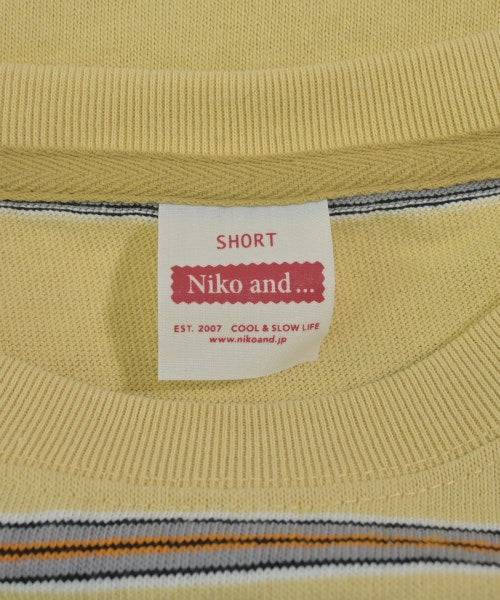 SHORT
Niko and ...
EST. 2007 COOL & SLOW LIFE
www.nikoand.jp